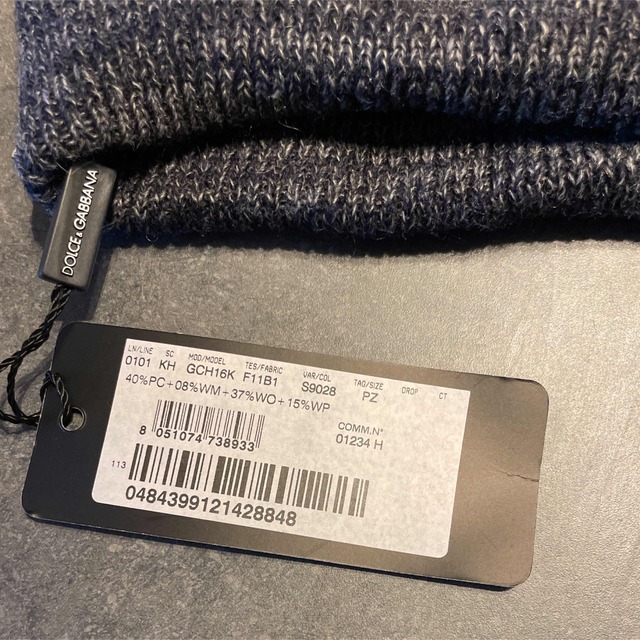 DOLCE & GABBANA
LN/LINE SC MOD/MODEL TES/FABRIC VAR/COL TAG/SIZE DROP CT
0101 KH GCH16K F11B1 S9028 PZ
40%PC+08%WM+37%WO+15%WP
COMM.N°
01234 H
8 051074 738933
113
0484399121428848